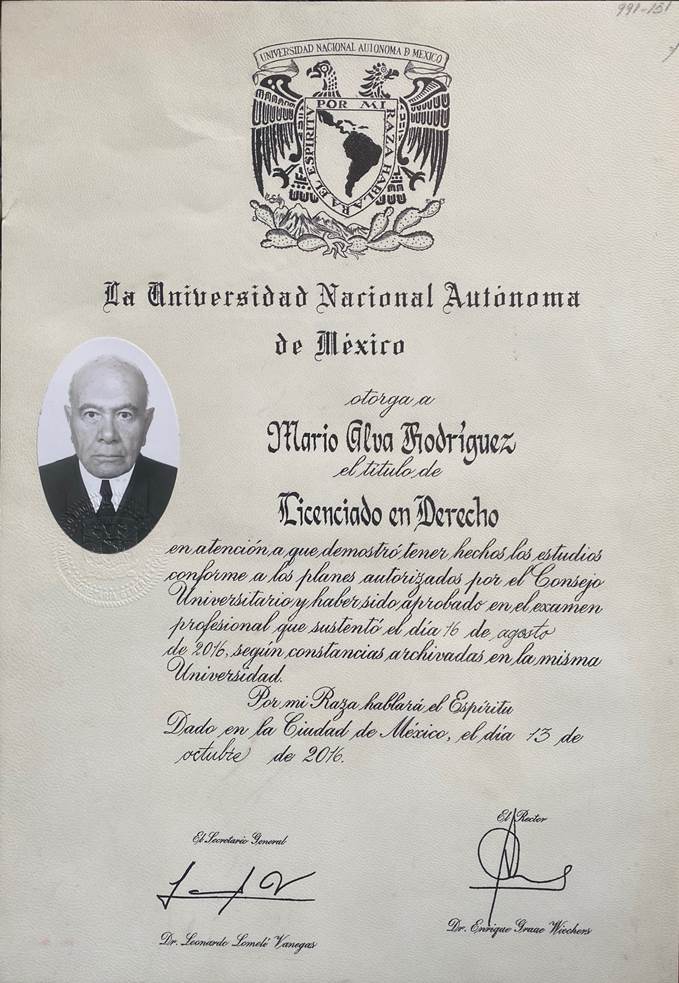 991-151
UNIVERSIDAD NACIONAL AUTONOMA D MEXICO
POR MI RAZA HABLARA EL ESPIRITV
La Universidad Nacional Autónoma
de México
otorga a
Mario Alva Rodríguez
el título de
Licenciado en Derecho
en atención a que demostró tener hechos los estudios
conforme a los planes autorizados por el Consejo
Universitario y haber sido aprobado en el examen
profesional que sustentó el día 16 de agosto
de 2016, según constancias archivadas en la misma
Universidad.
Por mi Raza hablará el Espíritu
Dado en la Ciudad de México, el día 13 de
octubre de 2016.
El Secretario General
Dr. Leonardo Lomelí Vanegas
El Rector
Dr. Enrique Graue Wiechers